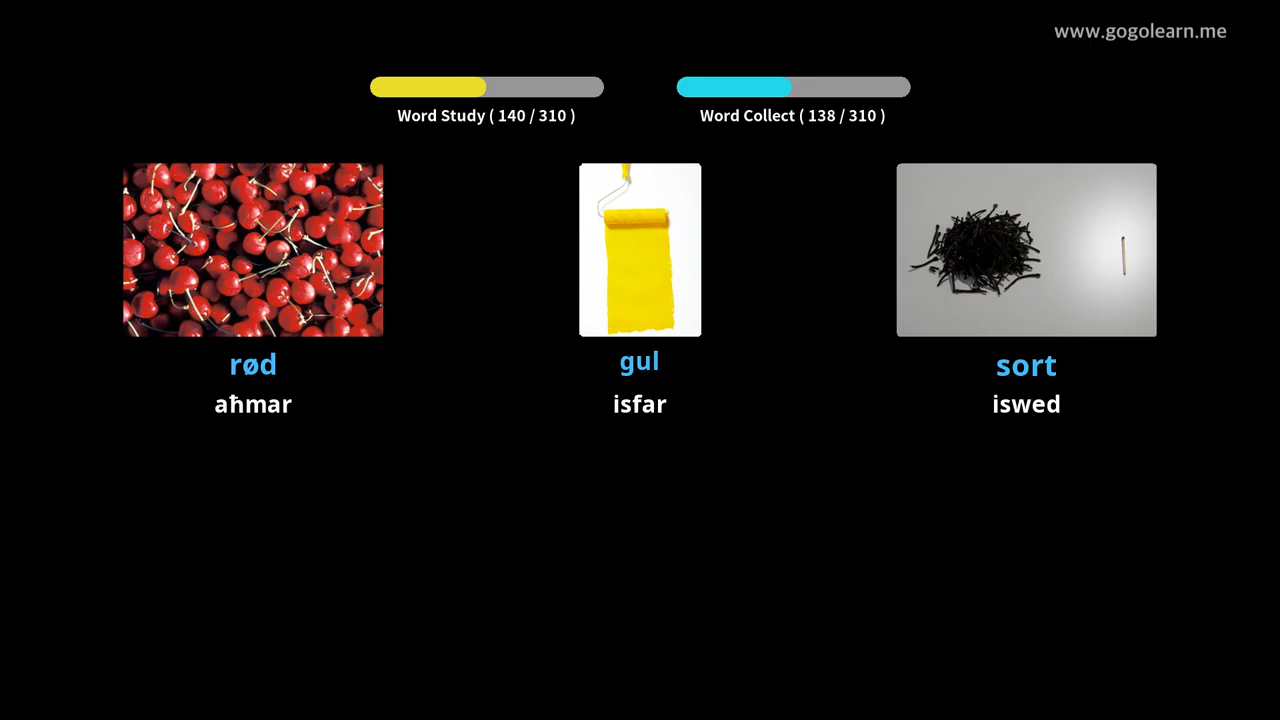 www.gogolearn.me
Word Study ( 140 / 310 )
Word Collect ( 138 / 310 )
rød
aħmar
gul
isfar
sort
iswed